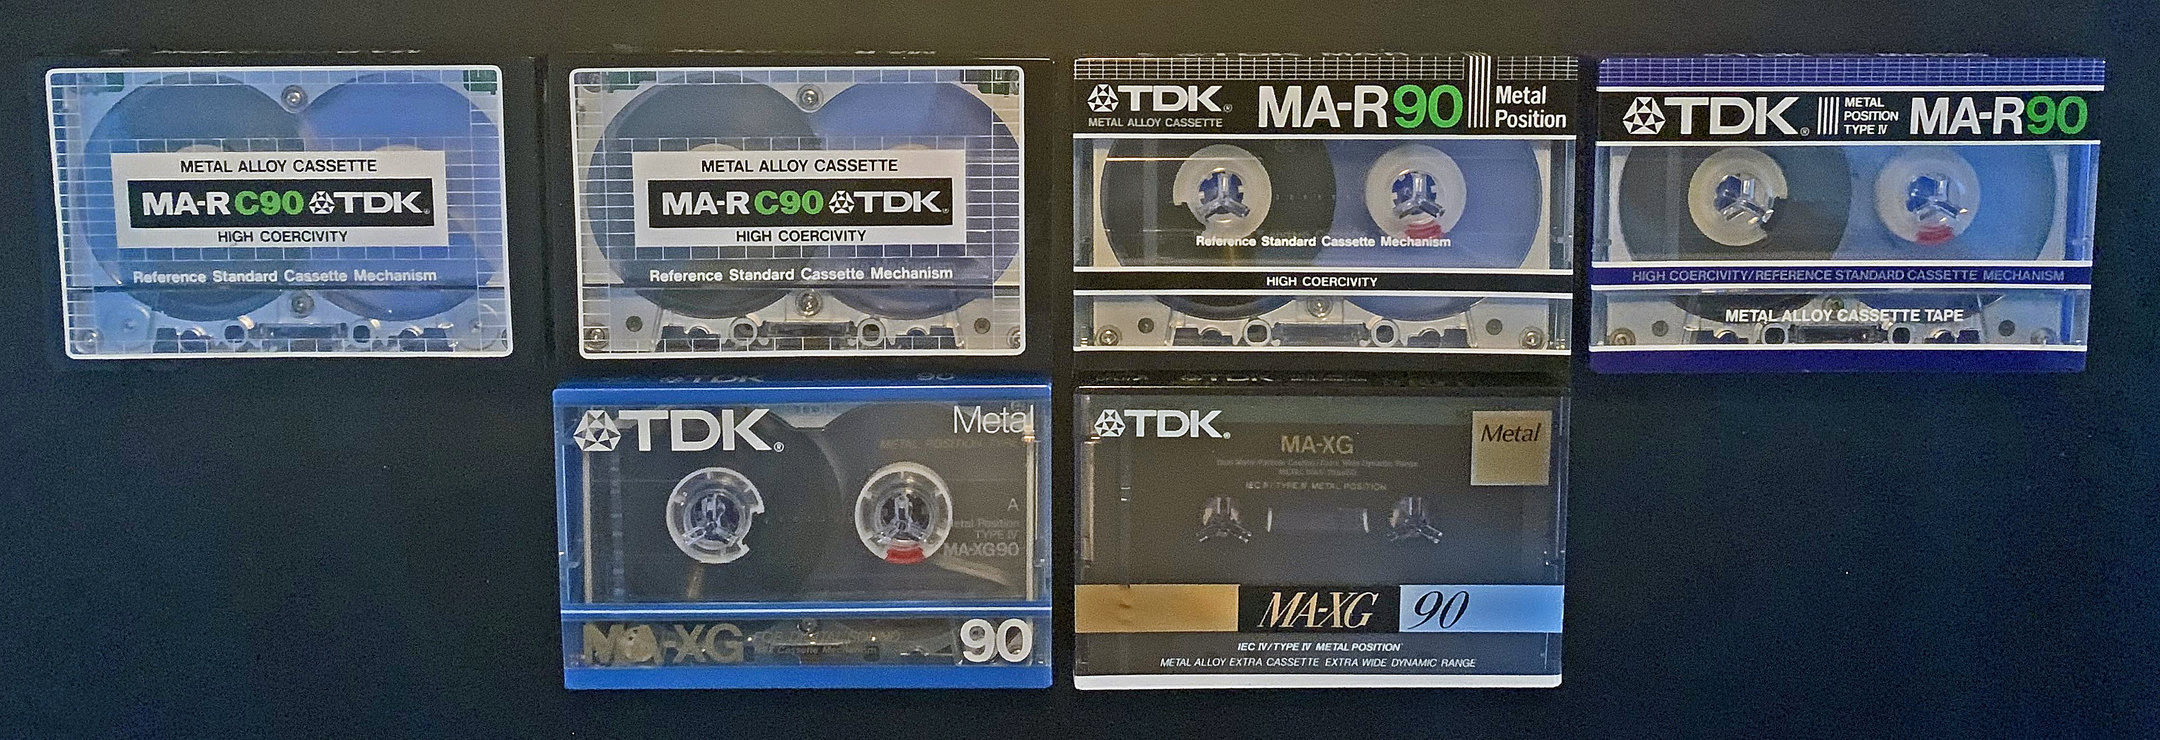 METAL ALLOY CASSETTE
MA-R C90 TDK
HIGH COERCIVITY
Reference Standard Cassette Mechanism
METAL ALLOY CASSETTE
MA-R C90 TDK
HIGH COERCIVITY
Reference Standard Cassette Mechanism
TDK
METAL ALLOY CASSETTE
MA-R90
Metal
Position
Reference Standard Cassette Mechanism
HIGH COERCIVITY
TDK
METAL
POSITION
TYPE IV
MA-R90
HIGH COERCIVITY/REFERENCE STANDARD CASSETTE MECHANISM
METAL ALLOY CASSETTE TAPE
TDK 90
TDK
Metal
A
Metal Position
TYPE IV
MA-XG90
MA-XG
90
TDK
Metal
MA-XG
IEC IV/TYPE IV METAL POSITION
MA-XG 90
IEC IV/TYPE IV METAL POSITION
METAL ALLOY EXTRA CASSETTE EXTRA WIDE DYNAMIC RANGE